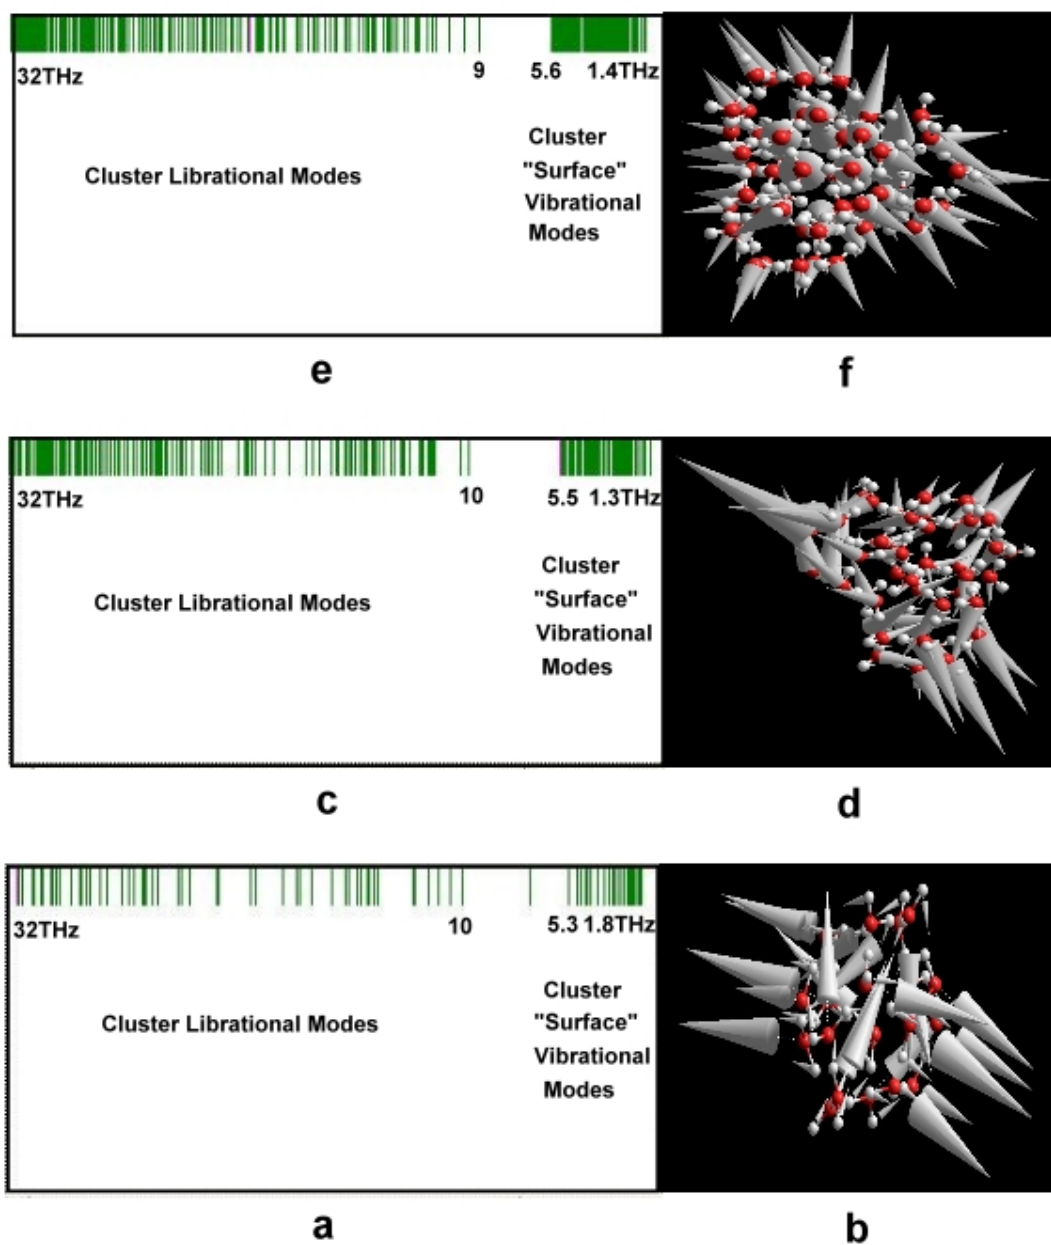 32THz 9 5.6 1.4THz
Cluster Librational Modes
Cluster
"Surface"
Vibrational
Modes
e f
32THz 10 5.5 1.3THz
Cluster Librational Modes
Cluster
"Surface"
Vibrational
Modes
c d
32THz 10 5.3 1.8THz
Cluster Librational Modes
Cluster
"Surface"
Vibrational
Modes
a b